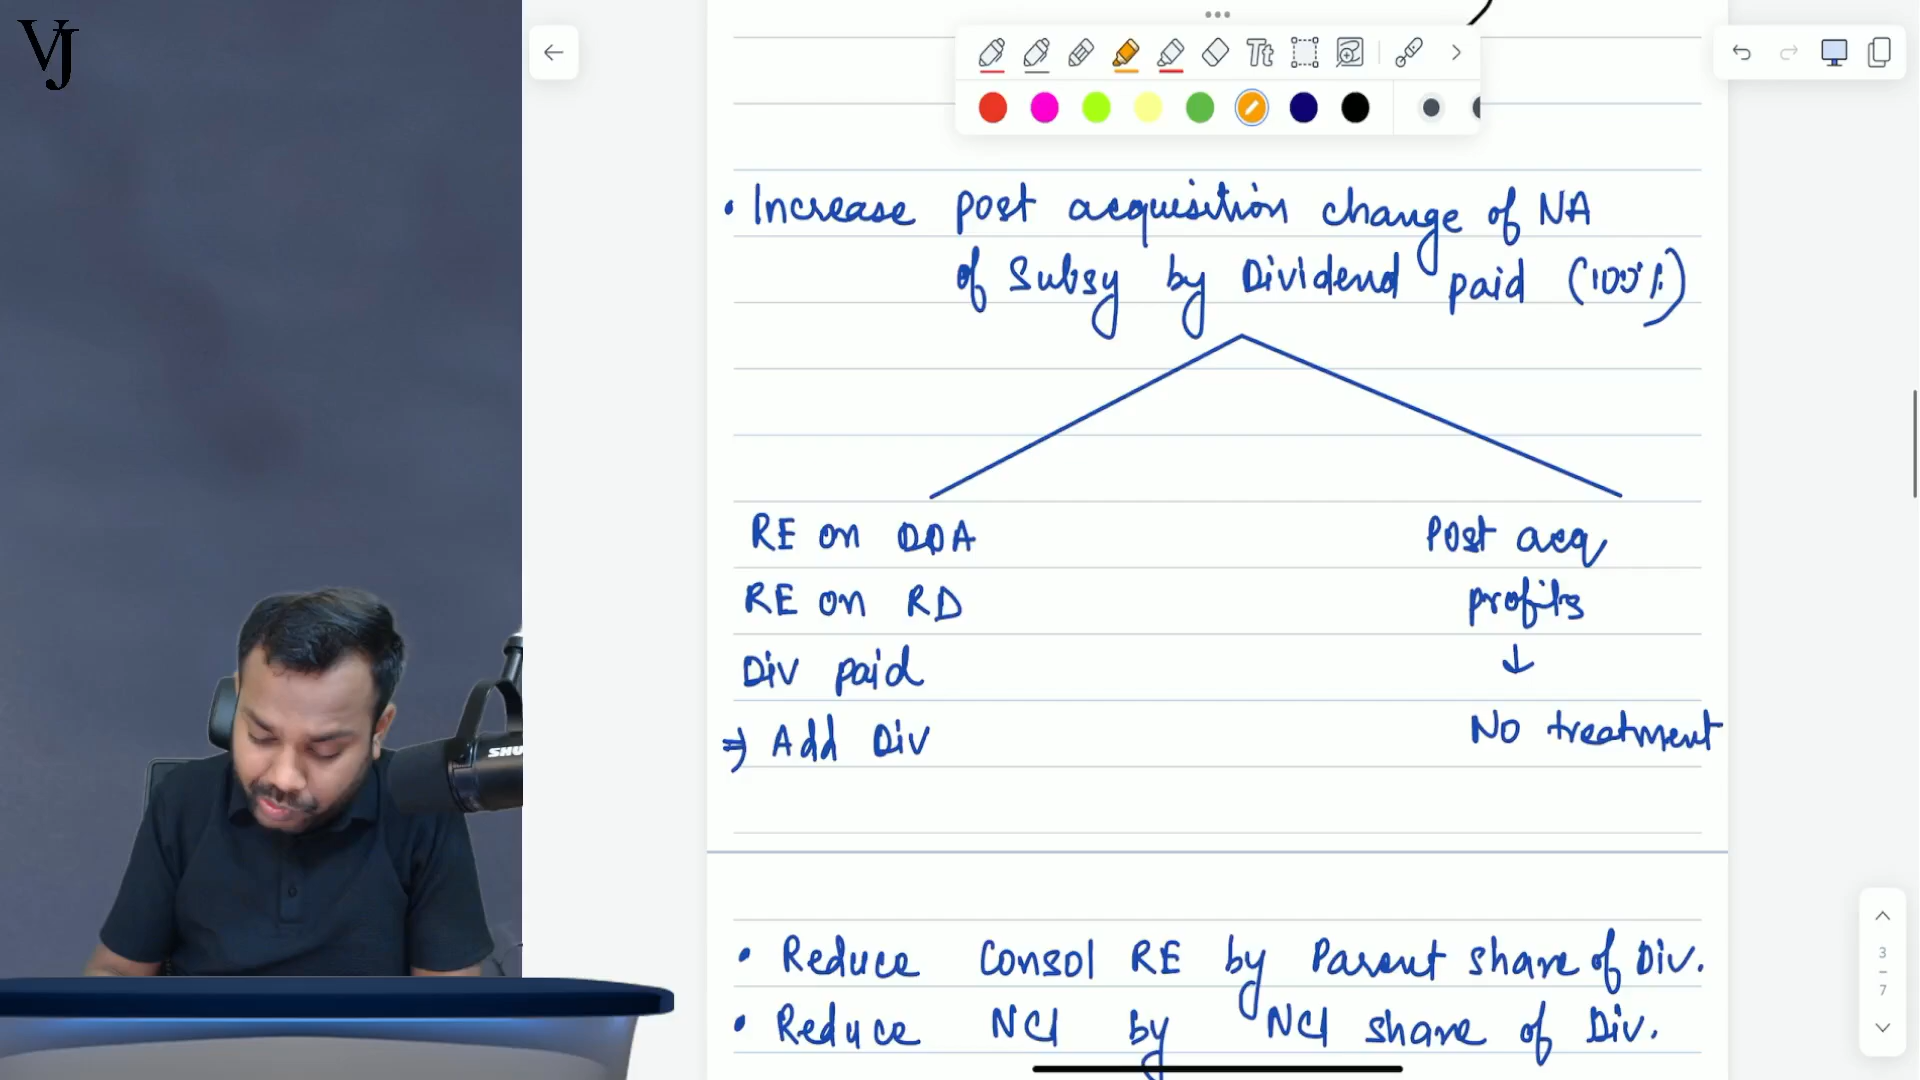 VJ
Tt
• Increase post acquisition change of NA
of Subsy by Dividend paid (100%)
RE on DOA
Post acq
RE on RD
profits
↓
Div paid
⇒ Add Div
No treatment
• Reduce Consol RE by Parent share of Div.
• Reduce NCI by NCI share of Div.
SHU
3
7